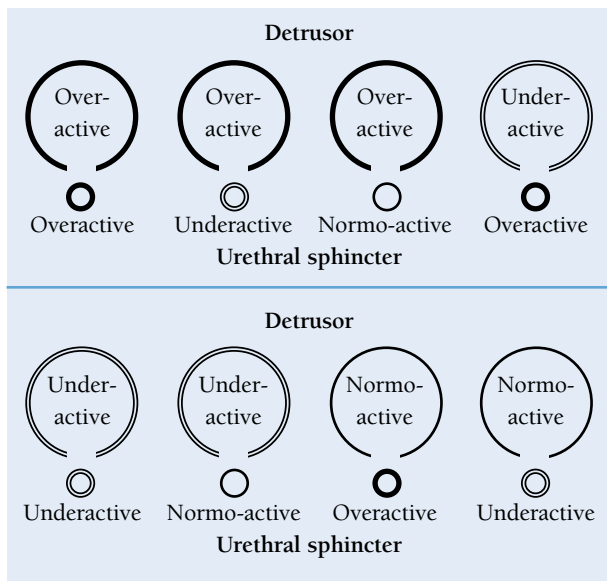 Detrusor
Over- Over- Over- Under-
active active active active
Overactive Underactive Normo-active Overactive
Urethral sphincter
Detrusor
Under- Under- Normo- Normo-
active active active active
Underactive Normo-active Overactive Underactive
Urethral sphincter